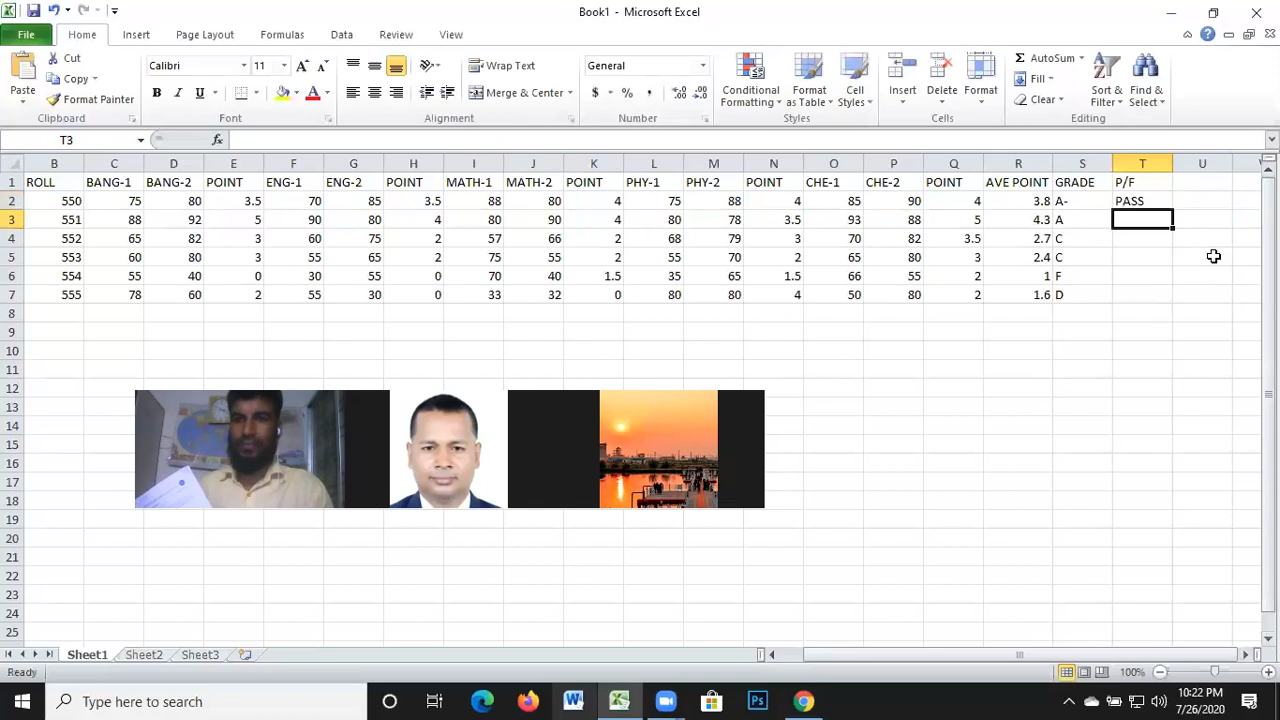 Book1 - Microsoft Excel
File Home Insert Page Layout Formulas Data Review View
Paste
Cut
Copy
Format Painter
Clipboard
Calibri 11 A A
B I U A
Font
Wrap Text
Merge & Center
Alignment
General
$ % , .00 .0
Number
Conditional Formatting
Format as Table
Cell Styles
Styles
Insert Delete Format
Cells
Σ AutoSum
Fill
Clear
Sort & Filter
Find & Select
Editing
T3 fx
B C D E F G H I J K L M N O P Q R S T U
1 ROLL BANG-1 BANG-2 POINT ENG-1 ENG-2 POINT MATH-1 MATH-2 POINT PHY-1 PHY-2 POINT CHE-1 CHE-2 POINT AVE POINT GRADE P/F
2 550 75 80 3.5 70 85 3.5 88 80 4 75 88 4 85 90 4 3.8 A- PASS
3 551 88 92 5 90 80 4 80 90 4 80 78 3.5 93 88 5 4.3 A
4 552 65 82 3 60 75 2 57 66 2 68 79 3 70 82 3.5 2.7 C
5 553 60 80 3 55 65 2 75 55 2 55 70 2 65 80 3 2.4 C
6 554 55 40 0 30 55 0 70 40 1.5 35 65 1.5 66 55 2 1 F
7 555 78 60 2 55 30 0 33 32 0 80 80 4 50 80 2 1.6 D
8
9
10
11
12
13
14
15
16
17
18
19
20
21
22
23
24
25
Sheet1 Sheet2 Sheet3
Ready 100%
Type here to search
Ps
10:22 PM
7/26/2020